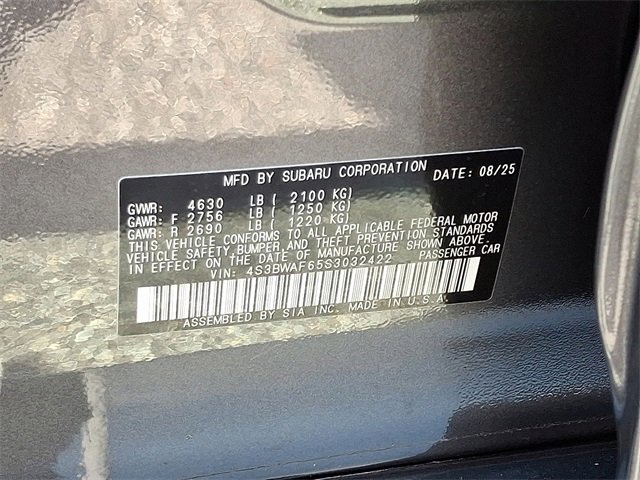 MFD BY SUBARU CORPORATION DATE: 08/25
GVWR: 4630 LB ( 2100 KG)
GAWR: F 2756 LB ( 1250 KG)
GAWR: R 2690 LB ( 1220 KG)
THIS VEHICLE CONFORMS TO ALL APPLICABLE FEDERAL MOTOR
VEHICLE SAFETY, BUMPER, AND THEFT PREVENTION STANDARDS
IN EFFECT ON THE DATE OF MANUFACTURE SHOWN ABOVE.
VIN: 4S3BWAF65S3032422 PASSENGER CAR
ASSEMBLED BY SIA INC. MADE IN U.S.A.